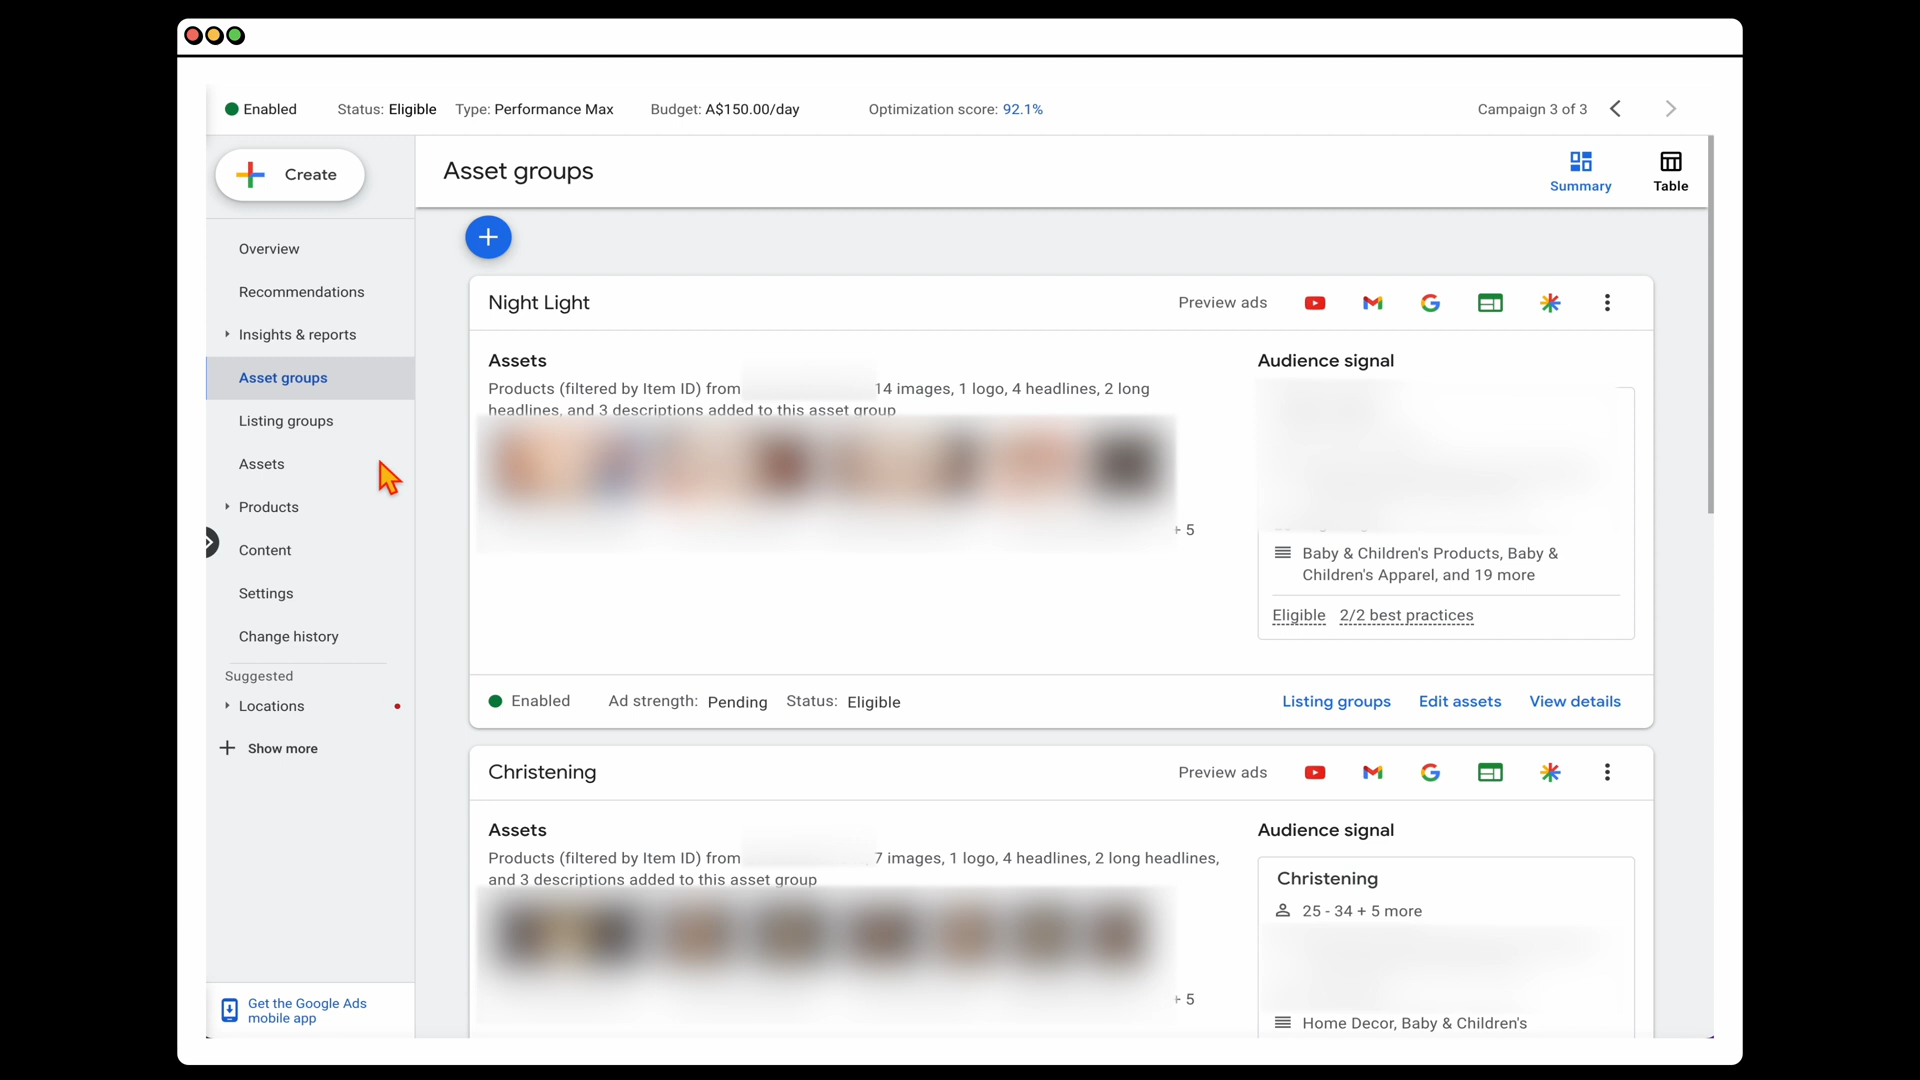 Enabled Status: Eligible Type: Performance Max Budget: A$150.00/day Optimization score: 92.1% Campaign 3 of 3
Create
Overview
Recommendations
Insights & reports
Asset groups
Listing groups
Assets
Products
Content
Settings
Change history
Suggested
Locations
Show more
Get the Google Ads
mobile app
Asset groups
Summary
Table
Night Light
Preview ads
Assets
Products (filtered by Item ID) from 14 images, 1 logo, 4 headlines, 2 long
headlines, and 3 descriptions added to this asset group
+ 5
Audience signal
Baby & Children's Products, Baby &
Children's Apparel, and 19 more
Eligible 2/2 best practices
Enabled Ad strength: Pending Status: Eligible
Listing groups Edit assets View details
Christening
Preview ads
Assets
Products (filtered by Item ID) from 7 images, 1 logo, 4 headlines, 2 long headlines,
and 3 descriptions added to this asset group
+ 5
Audience signal
Christening
25 - 34 + 5 more
Home Decor, Baby & Children's